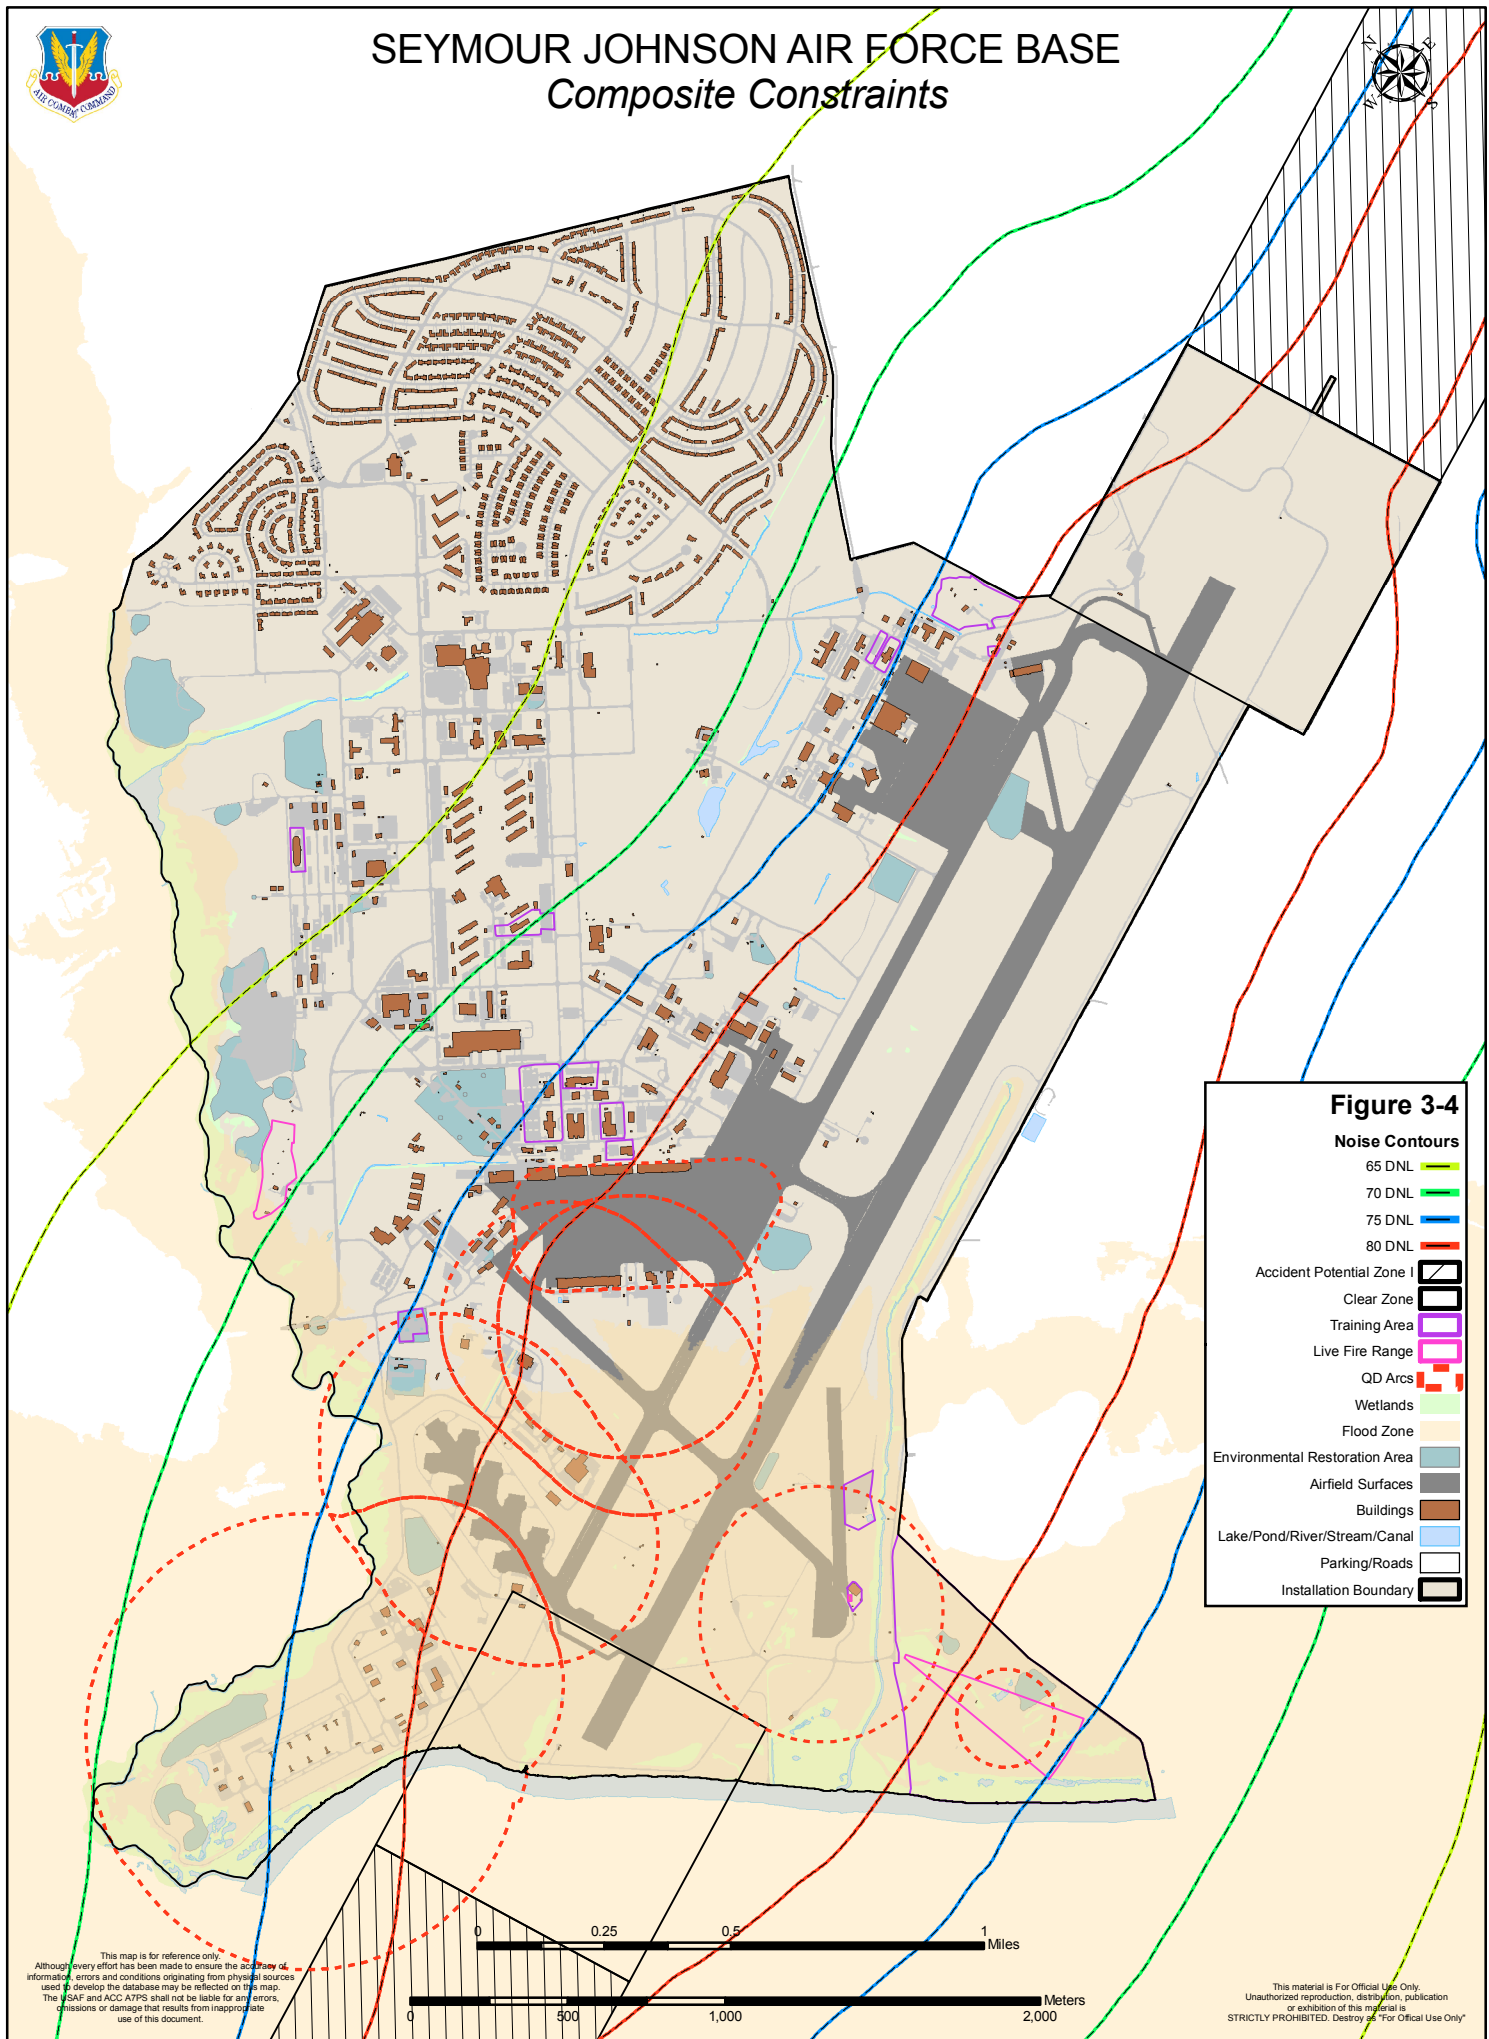 SEYMOUR JOHNSON AIR FORCE BASE
Composite Constraints
AIR COMBAT COMMAND
N
E
W
S
Figure 3-4
Noise Contours
65 DNL
70 DNL
75 DNL
80 DNL
Accident Potential Zone I
Clear Zone
Training Area
Live Fire Range
QD Arcs
Wetlands
Flood Zone
Environmental Restoration Area
Airfield Surfaces
Buildings
Lake/Pond/River/Stream/Canal
Parking/Roads
Installation Boundary
0 0.25 0.5 1
Miles
Meters
0 500 1,000 2,000
This map is for reference only.
Although every effort has been made to ensure the accuracy of
information, errors and conditions originating from physical sources
used to develop the database may be reflected on this map.
The USAF and ACC A7PS shall not be liable for any errors,
omissions or damage that results from inappropriate
use of this document.
This material is For Official Use Only.
Unauthorized reproduction, distribution, publication
or exhibition of this material is
STRICTLY PROHIBITED. Destroy as "For Offical Use Only"